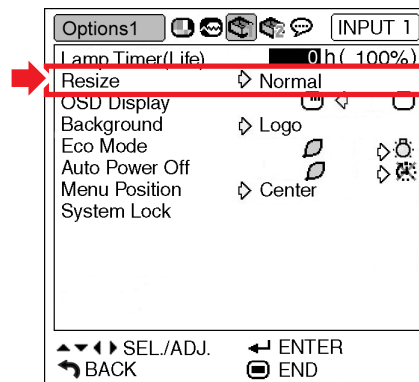 Options1 INPUT 1
Lamp Timer(Life) 0 h ( 100%)
Resize Normal
OSD Display
Background Logo
Eco Mode
Auto Power Off
Menu Position Center
System Lock
SEL./ADJ. ENTER
BACK END